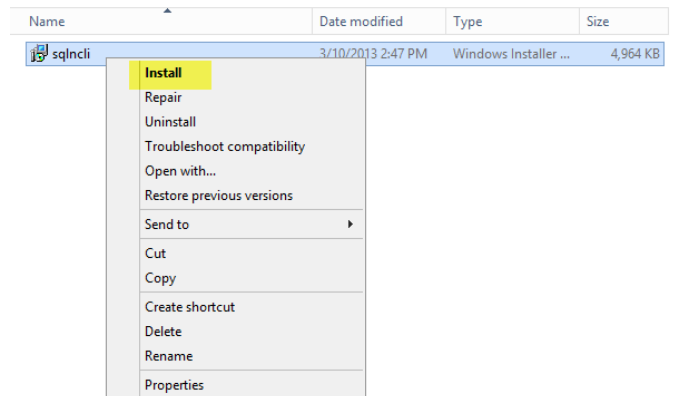 Name Date modified Type Size
sqlncli 3/10/2013 2:47 PM Windows Installer ... 4,964 KB
Install
Repair
Uninstall
Troubleshoot compatibility
Open with...
Restore previous versions
Send to
Cut
Copy
Create shortcut
Delete
Rename
Properties